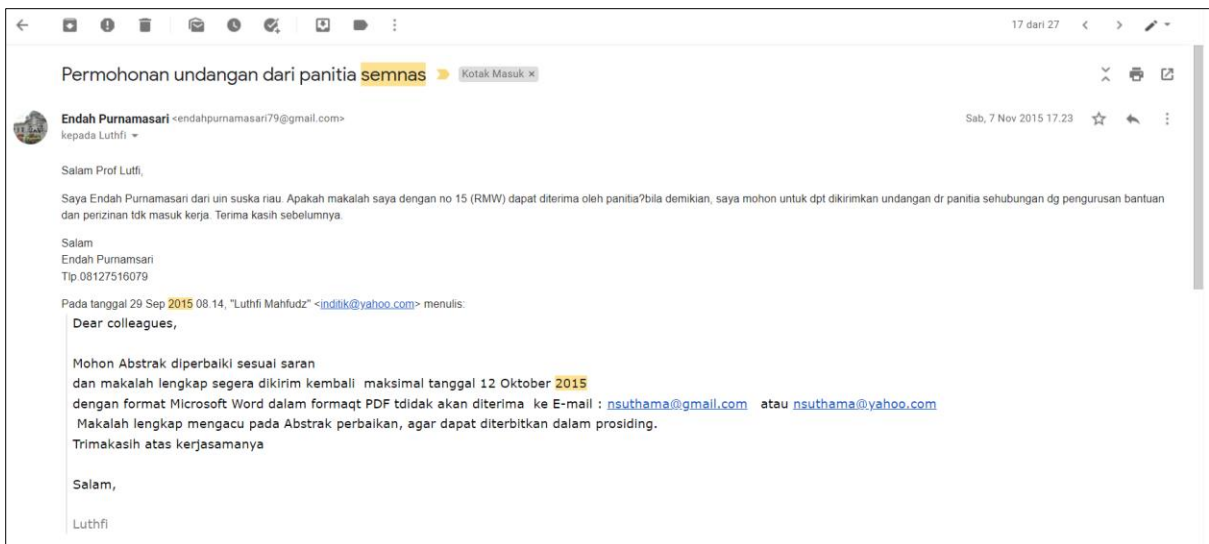 17 dari 27
Permohonan undangan dari panitia semnas Kotak Masuk ×
Endah Purnamasari <endahpurnamasari79@gmail.com> Sab, 7 Nov 2015 17.23
kepada Luthfi
Salam Prof Lutfi,
Saya Endah Purnamasari dari uin suska riau. Apakah makalah saya dengan no 15 (RMW) dapat diterima oleh panitia?bila demikian, saya mohon untuk dpt dikirimkan undangan dr panitia sehubungan dg pengurusan bantuan
dan perizinan tdk masuk kerja. Terima kasih sebelumnya.
Salam
Endah Purnamsari
Tlp.08127516079
Pada tanggal 29 Sep 2015 08.14, "Luthfi Mahfudz" <inditik@yahoo.com> menulis:
Dear colleagues,
Mohon Abstrak diperbaiki sesuai saran
dan makalah lengkap segera dikirim kembali maksimal tanggal 12 Oktober 2015
dengan format Microsoft Word dalam formaqt PDF tdidak akan diterima ke E-mail : nsuthama@gmail.com atau nsuthama@yahoo.com
Makalah lengkap mengacu pada Abstrak perbaikan, agar dapat diterbitkan dalam prosiding.
Trimakasih atas kerjasamanya
Salam,
Luthfi